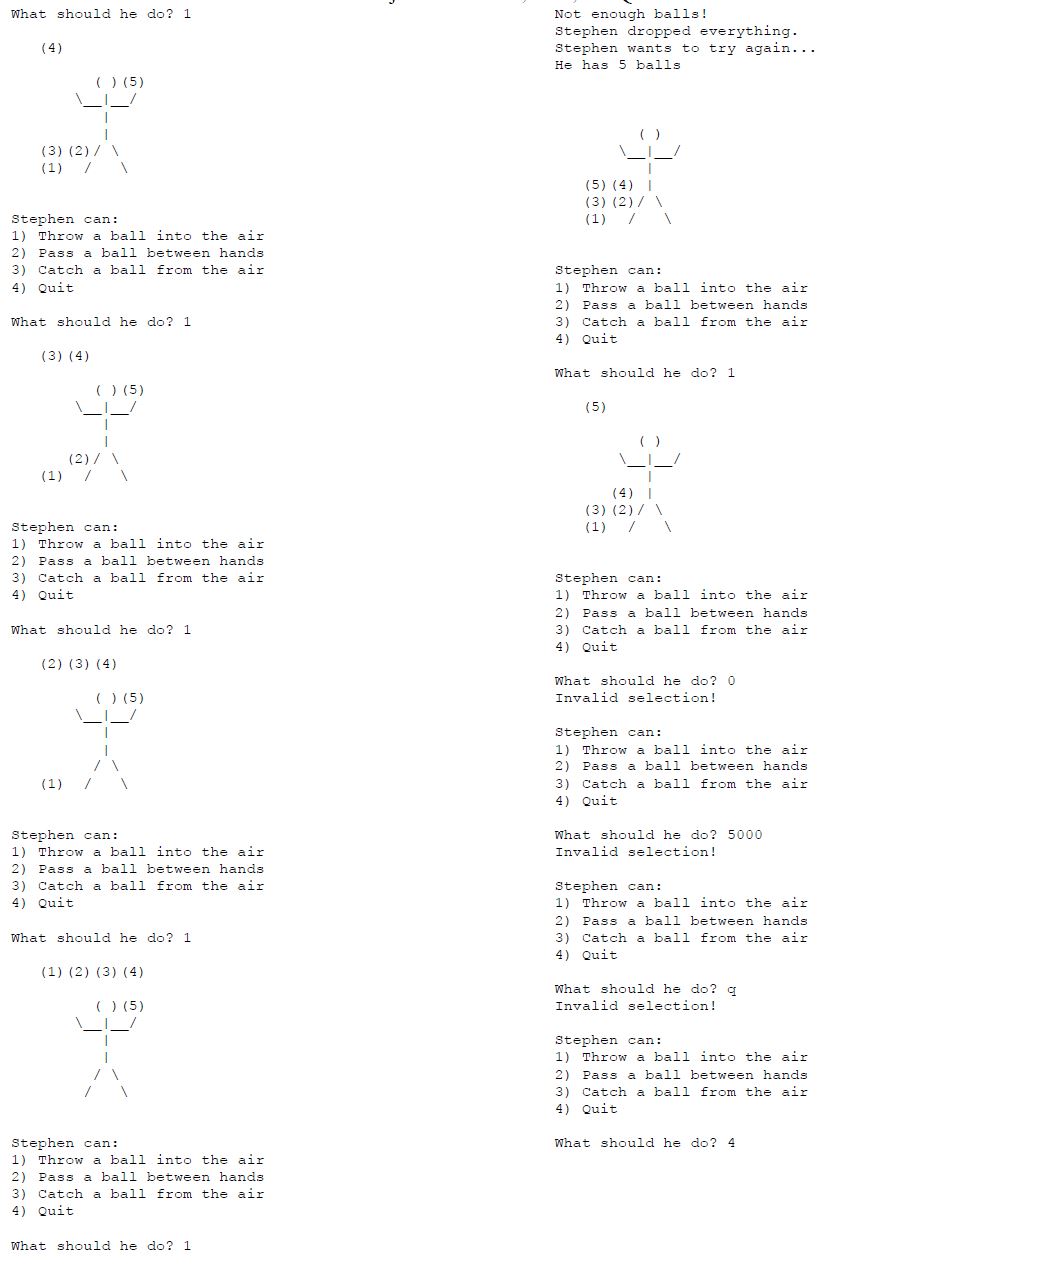 What should he do? 1
(4)
( )(5)
\__|__/
|
|
(3)(2)/ \
(1)  /   \
Stephen can:
1) Throw a ball into the air
2) Pass a ball between hands
3) Catch a ball from the air
4) Quit
What should he do? 1
(3)(4)
( )(5)
\__|__/
|
|
(2)/ \
(1)  /   \
Stephen can:
1) Throw a ball into the air
2) Pass a ball between hands
3) Catch a ball from the air
4) Quit
What should he do? 1
(2)(3)(4)
( )(5)
\__|__/
|
|
/ \
(1)  /   \
Stephen can:
1) Throw a ball into the air
2) Pass a ball between hands
3) Catch a ball from the air
4) Quit
What should he do? 1
(1)(2)(3)(4)
( )(5)
\__|__/
|
|
/ \
/   \
Stephen can:
1) Throw a ball into the air
2) Pass a ball between hands
3) Catch a ball from the air
4) Quit
What should he do? 1
Not enough balls!
Stephen dropped everything.
Stephen wants to try again...
He has 5 balls
( )
\__|__/
|
(5)(4) |
(3)(2)/ \
(1)  /   \
Stephen can:
1) Throw a ball into the air
2) Pass a ball between hands
3) Catch a ball from the air
4) Quit
What should he do? 1
(5)
( )
\__|__/
|
(4) |
(3)(2)/ \
(1)  /   \
Stephen can:
1) Throw a ball into the air
2) Pass a ball between hands
3) Catch a ball from the air
4) Quit
What should he do? 0
Invalid selection!
Stephen can:
1) Throw a ball into the air
2) Pass a ball between hands
3) Catch a ball from the air
4) Quit
What should he do? 5000
Invalid selection!
Stephen can:
1) Throw a ball into the air
2) Pass a ball between hands
3) Catch a ball from the air
4) Quit
What should he do? q
Invalid selection!
Stephen can:
1) Throw a ball into the air
2) Pass a ball between hands
3) Catch a ball from the air
4) Quit
What should he do? 4